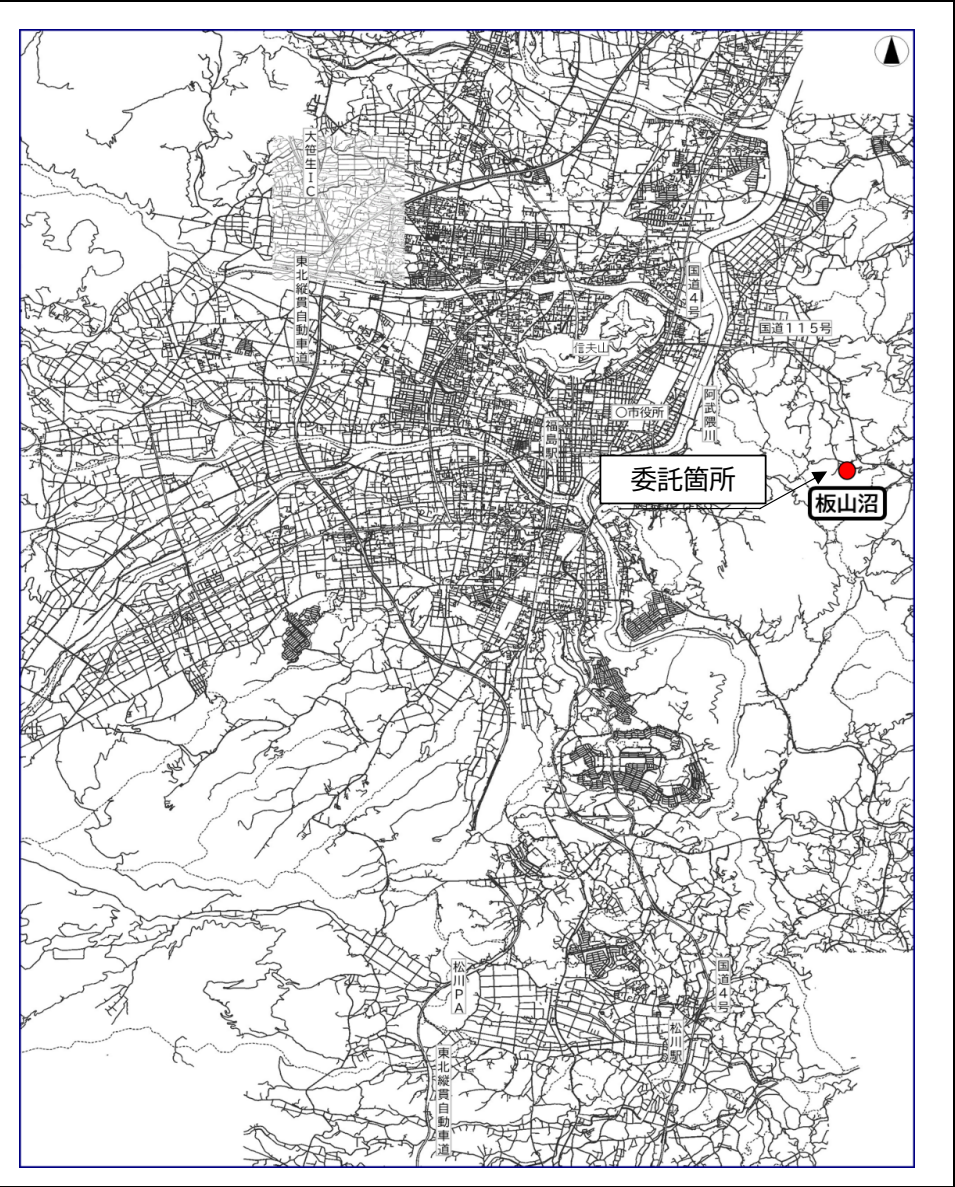 大笹生IC
東北縦貫自動車道
国道4号
国道115号
信夫山
阿武隈川
○市役所
福島駅
委託箇所
板山沼
松川PA
国道4号
松川駅
東北縦貫自動車道